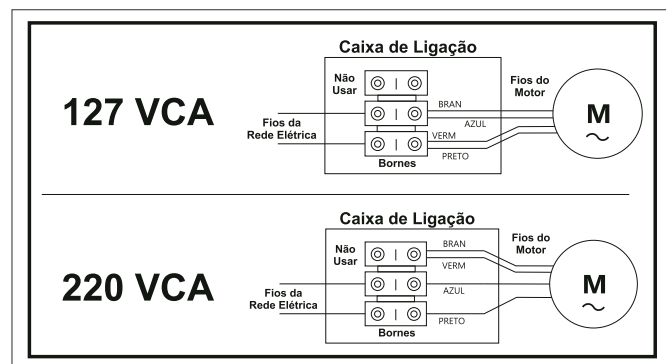 Caixa de Ligação
127 VCA
Não
Usar
Fios da
Rede Elétrica
BRAN
AZUL
VERM
PRETO
Bornes
Fios do
Motor
M
Caixa de Ligação
220 VCA
Não
Usar
Fios da
Rede Elétrica
BRAN
VERM
AZUL
PRETO
Bornes
Fios do
Motor
M